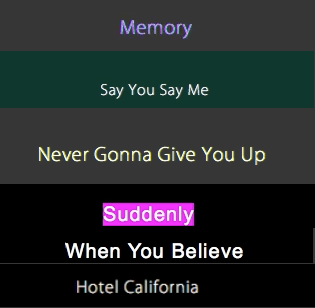 Memory
Say You Say Me
Never Gonna Give You Up
Suddenly
When You Believe
Hotel California